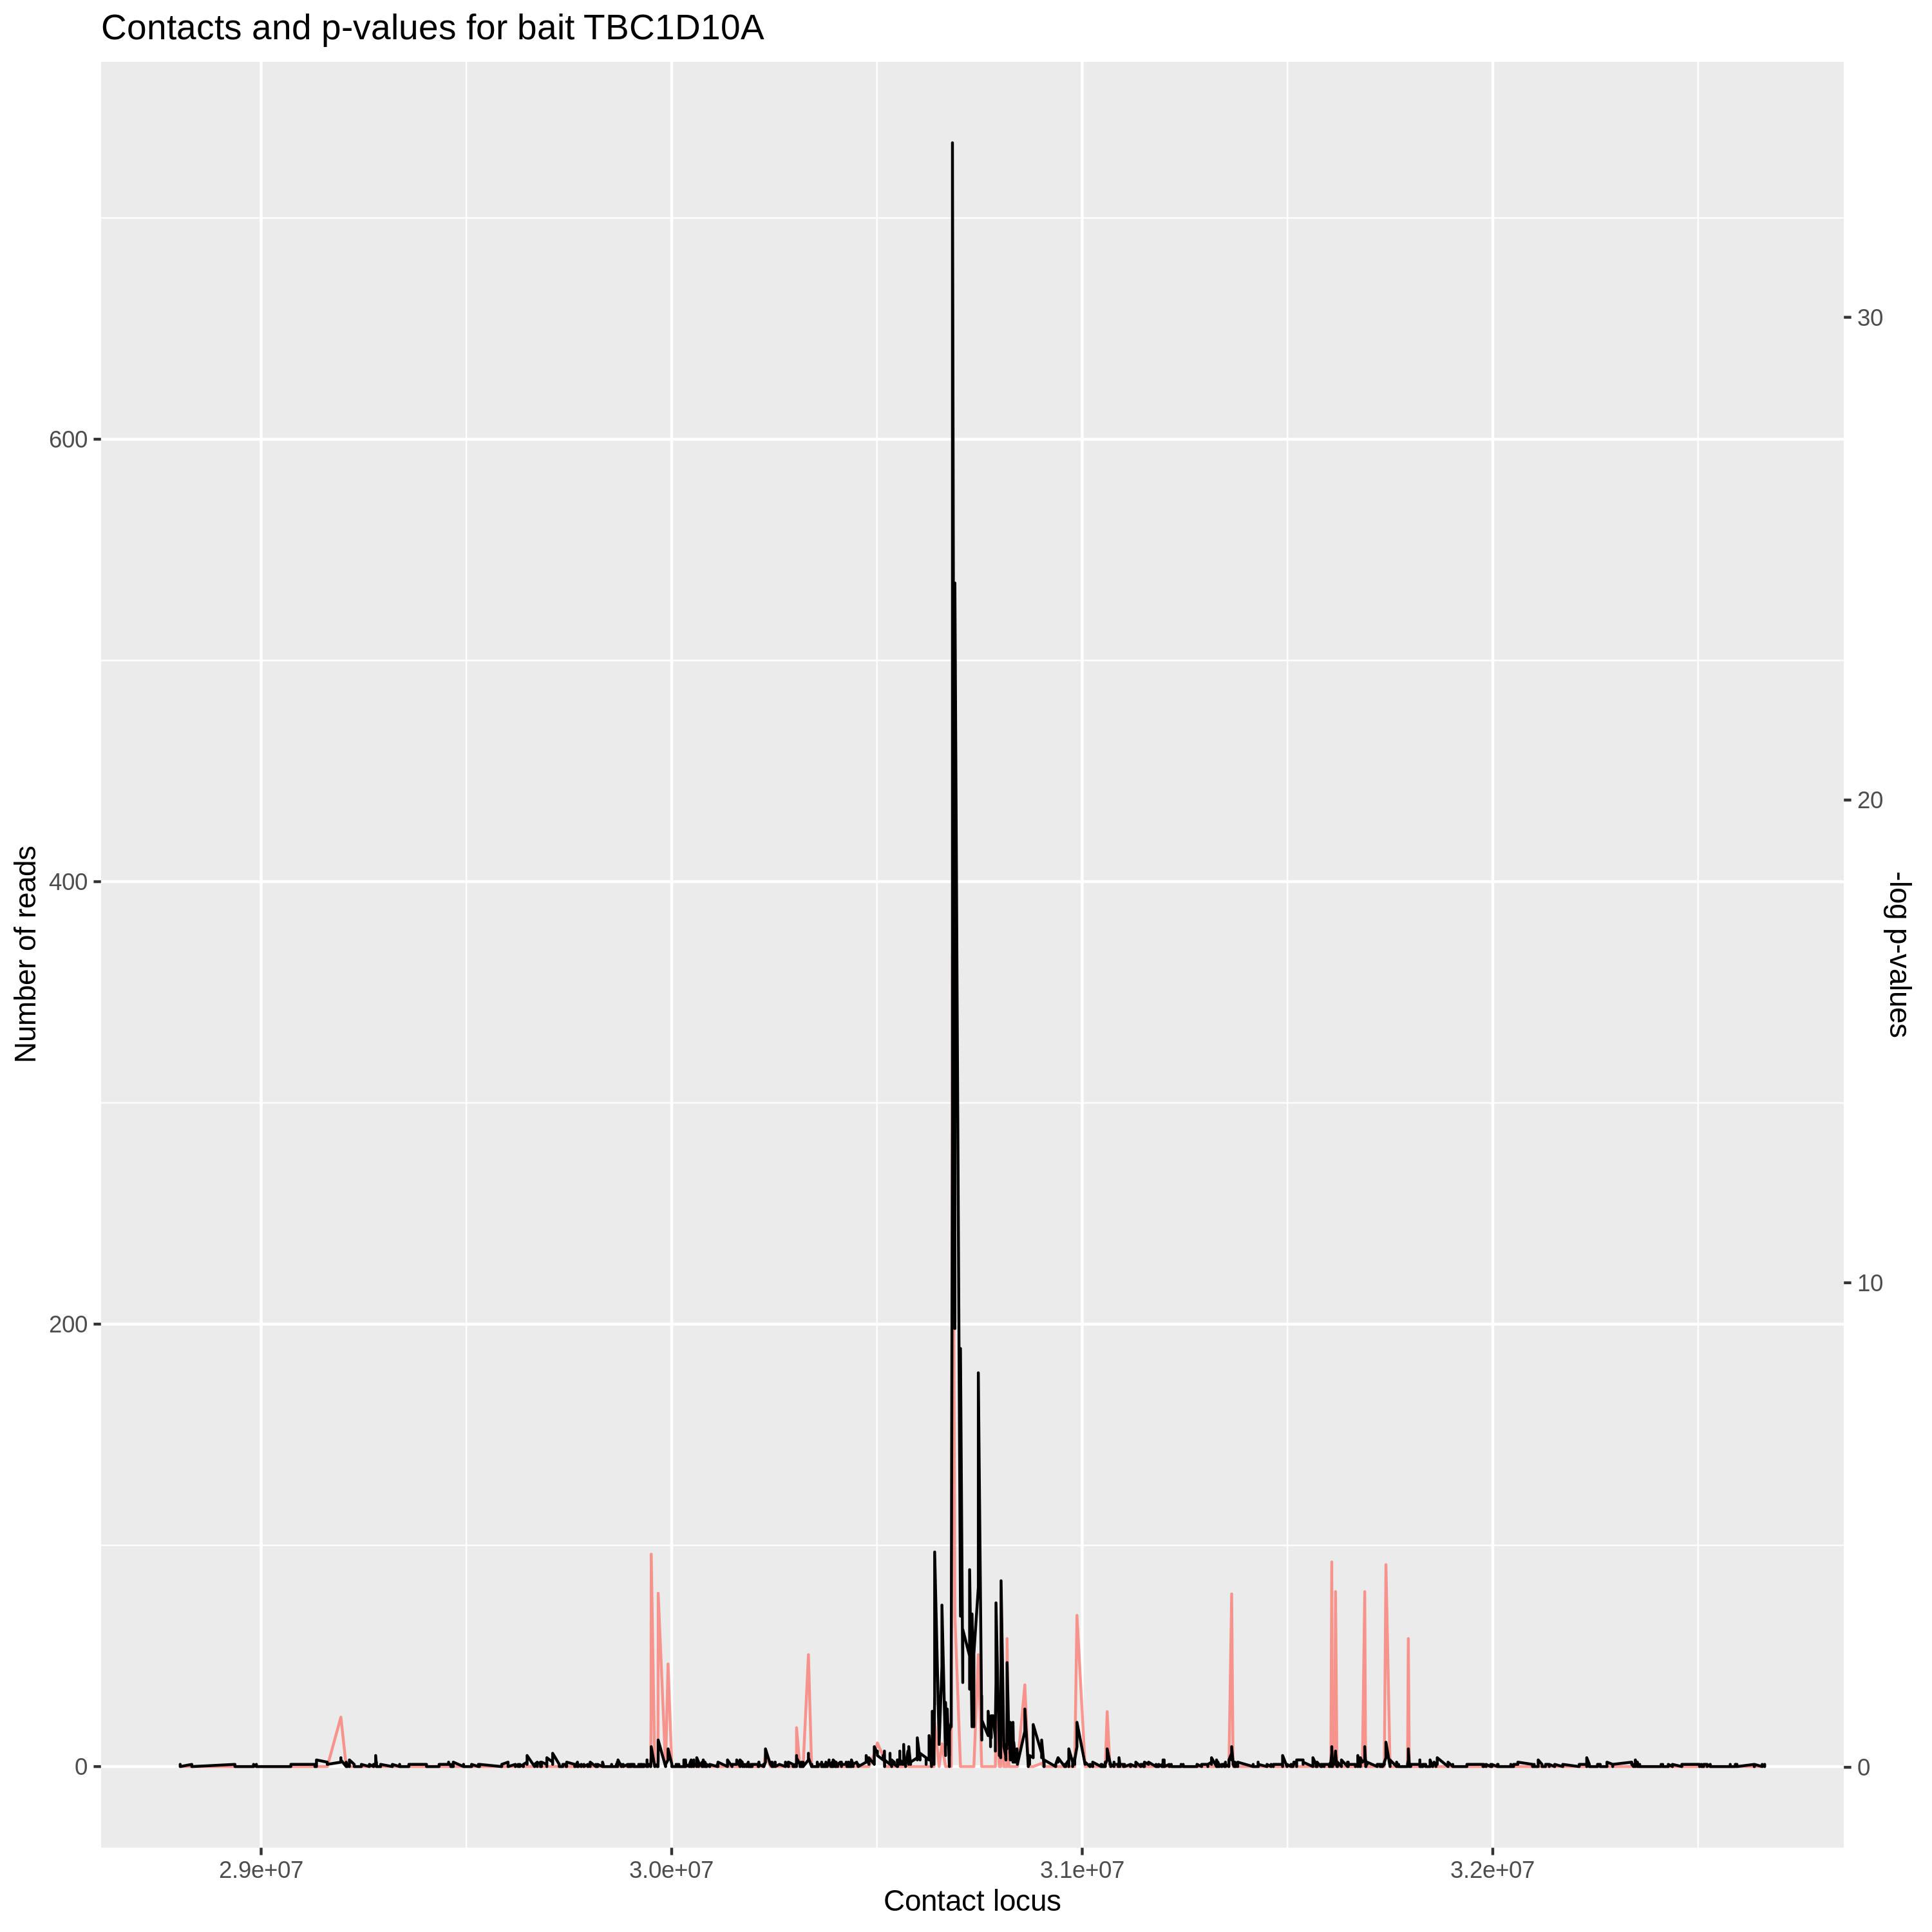 Contacts and p-values for bait TBC1D10A
Number of reads
600
400
200
0
30
20
10
0
-log p-values
2.9e+07
3.0e+07
3.1e+07
3.2e+07
Contact locus